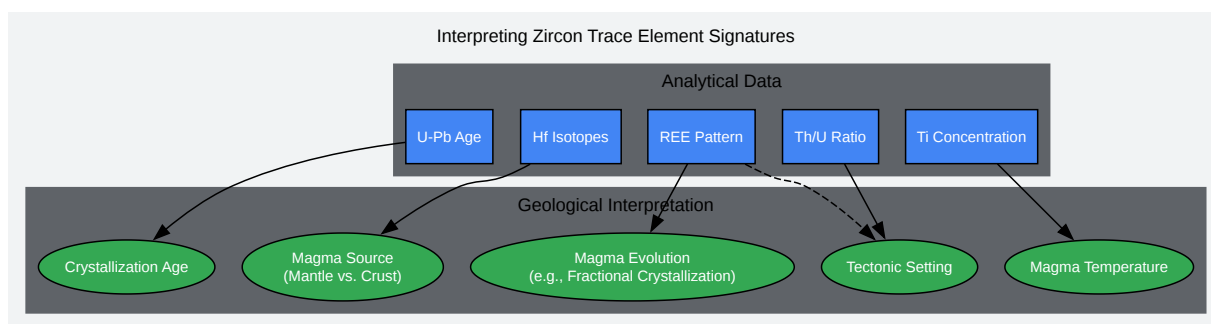 Interpreting Zircon Trace Element Signatures
Analytical Data
U-Pb Age
Hf Isotopes
REE Pattern
Th/U Ratio
Ti Concentration
Geological Interpretation
Crystallization Age
Magma Source
(Mantle vs. Crust)
Magma Evolution
(e.g., Fractional Crystallization)
Tectonic Setting
Magma Temperature